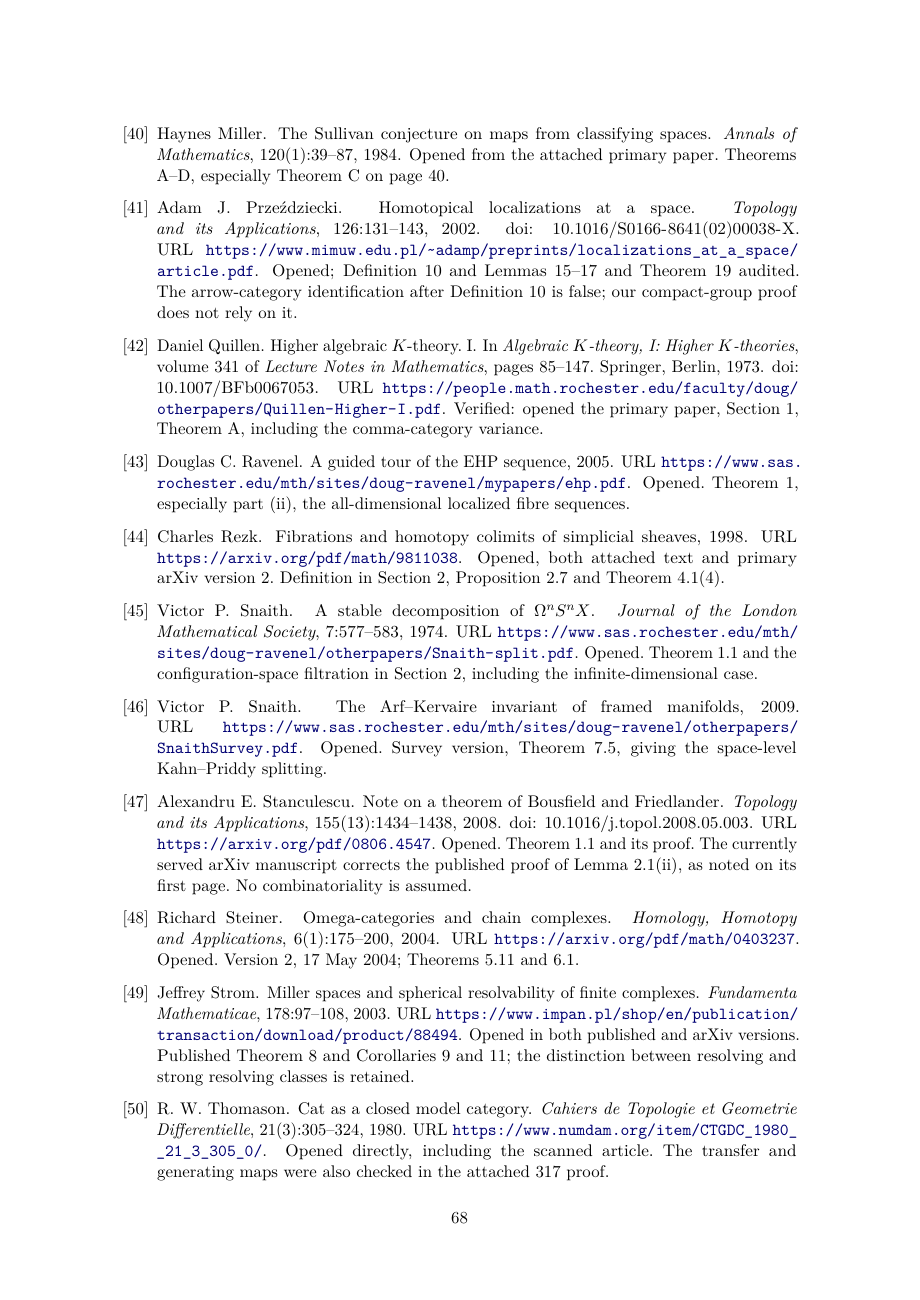 [40] Haynes Miller. The Sullivan conjecture on maps from classifying spaces. Annals of
Mathematics, 120(1):39–87, 1984. Opened from the attached primary paper. Theorems
A–D, especially Theorem C on page 40.
[41] Adam J. Przeździecki. Homotopical localizations at a space. Topology
and its Applications, 126:131–143, 2002. doi: 10.1016/S0166-8641(02)00038-X.
URL https://www.mimuw.edu.pl/~adamp/preprints/localizations_at_a_space/
article.pdf. Opened; Definition 10 and Lemmas 15–17 and Theorem 19 audited.
The arrow-category identification after Definition 10 is false; our compact-group proof
does not rely on it.
[42] Daniel Quillen. Higher algebraic K-theory. I. In Algebraic K-theory, I: Higher K-theories,
volume 341 of Lecture Notes in Mathematics, pages 85–147. Springer, Berlin, 1973. doi:
10.1007/BFb0067053. URL https://people.math.rochester.edu/faculty/doug/
otherpapers/Quillen-Higher-I.pdf. Verified: opened the primary paper, Section 1,
Theorem A, including the comma-category variance.
[43] Douglas C. Ravenel. A guided tour of the EHP sequence, 2005. URL https://www.sas.
rochester.edu/mth/sites/doug-ravenel/mypapers/ehp.pdf. Opened. Theorem 1,
especially part (ii), the all-dimensional localized fibre sequences.
[44] Charles Rezk. Fibrations and homotopy colimits of simplicial sheaves, 1998. URL
https://arxiv.org/pdf/math/9811038. Opened, both attached text and primary
arXiv version 2. Definition in Section 2, Proposition 2.7 and Theorem 4.1(4).
[45] Victor P. Snaith. A stable decomposition of ΩⁿSⁿX. Journal of the London
Mathematical Society, 7:577–583, 1974. URL https://www.sas.rochester.edu/mth/
sites/doug-ravenel/otherpapers/Snaith-split.pdf. Opened. Theorem 1.1 and the
configuration-space filtration in Section 2, including the infinite-dimensional case.
[46] Victor P. Snaith. The Arf–Kervaire invariant of framed manifolds, 2009.
URL https://www.sas.rochester.edu/mth/sites/doug-ravenel/otherpapers/
SnaithSurvey.pdf. Opened. Survey version, Theorem 7.5, giving the space-level
Kahn–Priddy splitting.
[47] Alexandru E. Stanculescu. Note on a theorem of Bousfield and Friedlander. Topology
and its Applications, 155(13):1434–1438, 2008. doi: 10.1016/j.topol.2008.05.003. URL
https://arxiv.org/pdf/0806.4547. Opened. Theorem 1.1 and its proof. The currently
served arXiv manuscript corrects the published proof of Lemma 2.1(ii), as noted on its
first page. No combinatoriality is assumed.
[48] Richard Steiner. Omega-categories and chain complexes. Homology, Homotopy
and Applications, 6(1):175–200, 2004. URL https://arxiv.org/pdf/math/0403237.
Opened. Version 2, 17 May 2004; Theorems 5.11 and 6.1.
[49] Jeffrey Strom. Miller spaces and spherical resolvability of finite complexes. Fundamenta
Mathematicae, 178:97–108, 2003. URL https://www.impan.pl/shop/en/publication/
transaction/download/product/88494. Opened in both published and arXiv versions.
Published Theorem 8 and Corollaries 9 and 11; the distinction between resolving and
strong resolving classes is retained.
[50] R. W. Thomason. Cat as a closed model category. Cahiers de Topologie et Geometrie
Differentielle, 21(3):305–324, 1980. URL https://www.numdam.org/item/CTGDC_1980_
_21_3_305_0/. Opened directly, including the scanned article. The transfer and
generating maps were also checked in the attached 317 proof.
68